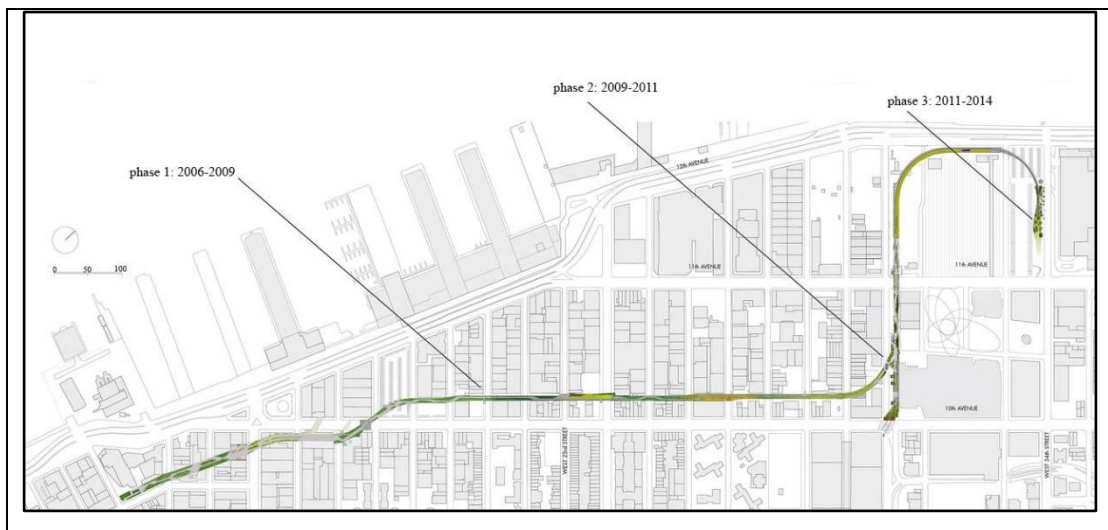 phase 2: 2009-2011
phase 3: 2011-2014
phase 1: 2006-2009
12th AVENUE
0 50 100
11th AVENUE
11th AVENUE
10th AVENUE
WEST 23rd STREET
WEST 34th STREET